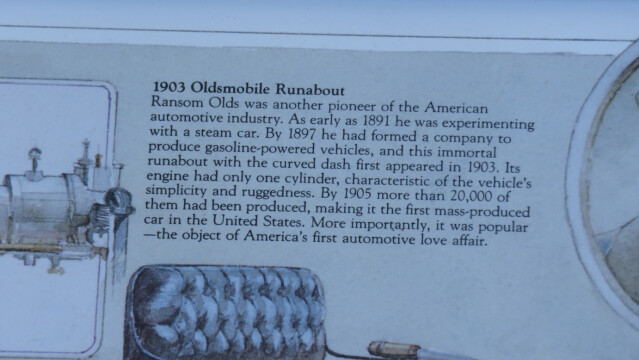 1903 Oldsmobile Runabout
Ransom Olds was another pioneer of the American
automotive industry. As early as 1891 he was experimenting
with a steam car. By 1897 he had formed a company to
produce gasoline-powered vehicles, and this immortal
runabout with the curved dash first appeared in 1903. Its
engine had only one cylinder, characteristic of the vehicle's
simplicity and ruggedness. By 1905 more than 20,000 of
them had been produced, making it the first mass-produced
car in the United States. More importantly, it was popular
—the object of America's first automotive love affair.